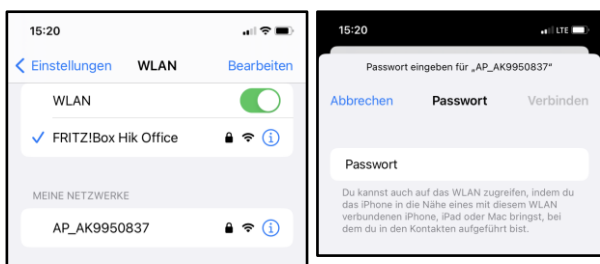 15:20
Einstellungen WLAN Bearbeiten
WLAN
FRITZ!Box Hik Office
MEINE NETZWERKE
AP_AK9950837
15:20 LTE
Passwort eingeben für „AP_AK9950837“
Abbrechen Passwort Verbinden
Passwort
Du kannst auch auf das WLAN zugreifen, indem du
das iPhone in die Nähe eines mit diesem WLAN
verbundenen iPhone, iPad oder Mac bringst, bei
dem du in den Kontakten aufgeführt bist.